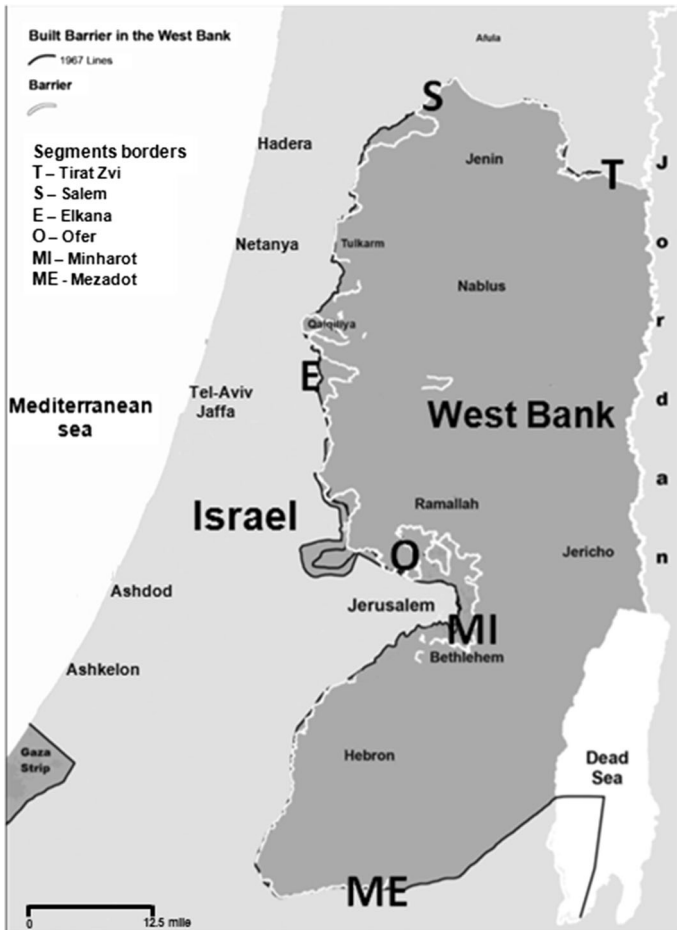 Built Barrier in the West Bank
1967 Lines
Barrier
Segments borders
T – Tirat Zvi
S – Salem
E – Elkana
O – Ofer
MI – Minharot
ME - Mezadot
Afula
S
Hadera
Jenin
T
Jordan
Netanya
Tulkarm
Nablus
Qalqiliya
E
Tel-Aviv
Jaffa
Mediterranean
sea
West Bank
Israel
Ramallah
O
Jericho
Ashdod
Jerusalem
MI
Bethlehem
Ashkelon
Gaza
Strip
Hebron
Dead
Sea
ME
0 12.5 mile